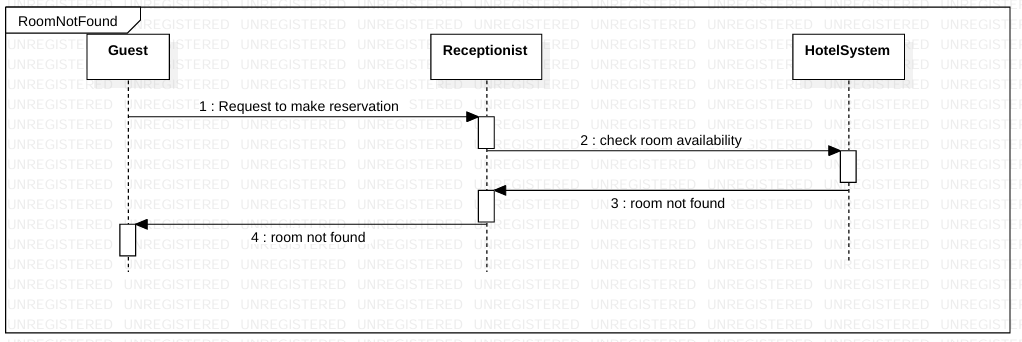 RoomNotFound
Guest
Receptionist
HotelSystem
1 : Request to make reservation
2 : check room availability
3 : room not found
4 : room not found
UNREGISTERED